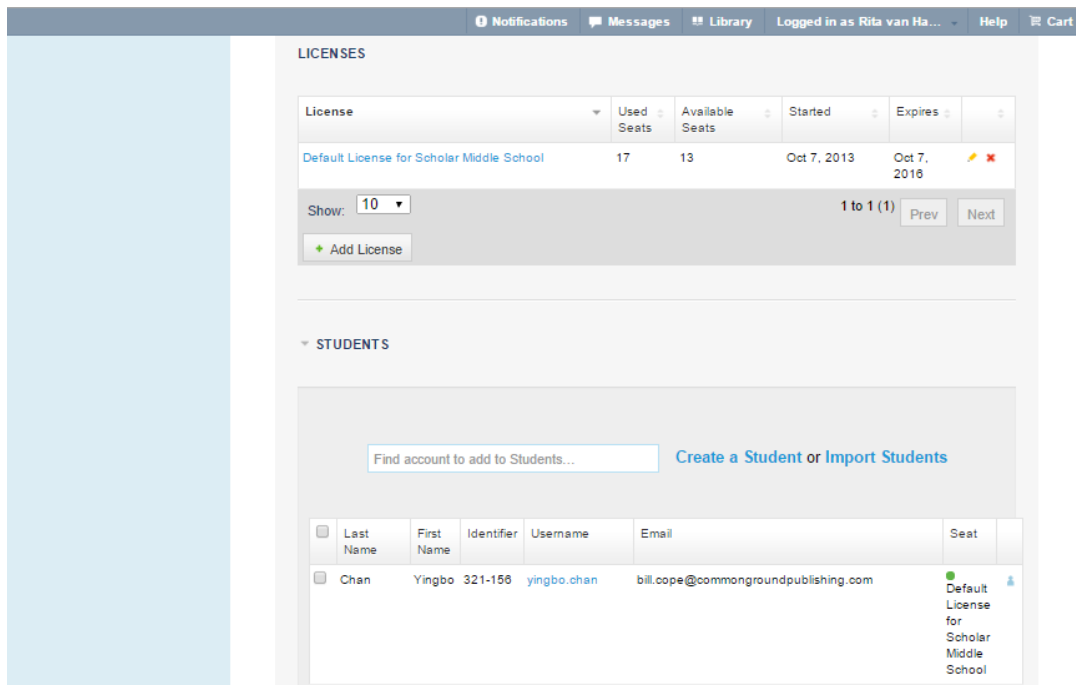 Notifications Messages Library Logged in as Rita van Ha... Help Cart
LICENSES
License Used Seats Available Seats Started Expires
Default License for Scholar Middle School 17 13 Oct 7, 2013 Oct 7, 2016
Show: 10 1 to 1 (1) Prev Next
+ Add License
STUDENTS
Find account to add to Students... Create a Student or Import Students
Last Name First Name Identifier Username Email Seat
Chan Yingbo 321-156 yingbo.chan bill.cope@commongroundpublishing.com Default
License
for
Scholar
Middle
School